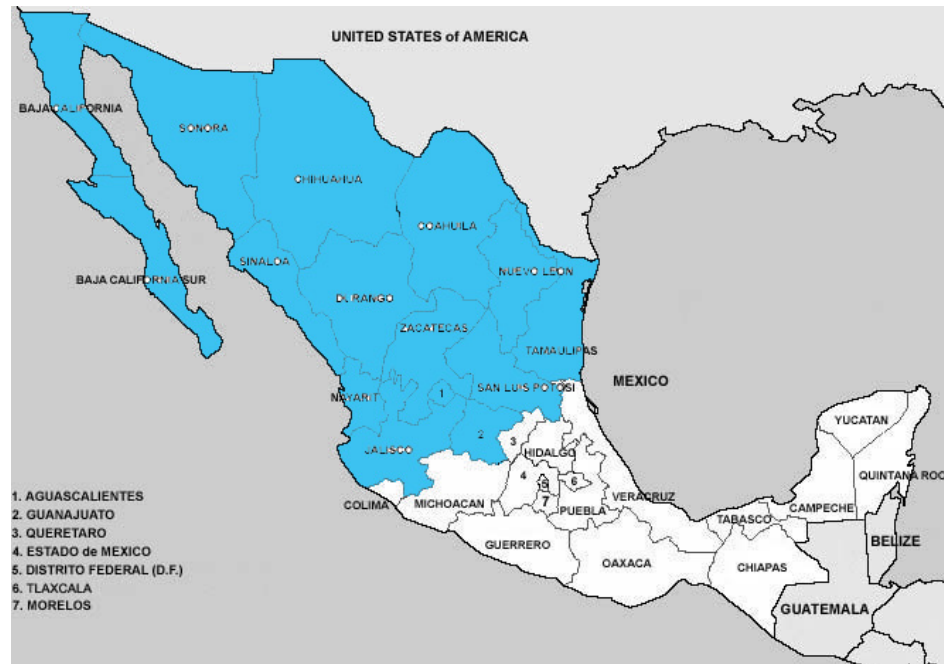 UNITED STATES of AMERICA
BAJA CALIFORNIA
SONORA
CHIHUAHUA
COAHUILA
SINALOA
NUEVO LEON
BAJA CALIFORNIA SUR
DURANGO
ZACATECAS
TAMAULIPAS
NAYARIT
1
SAN LUIS POTOSI
MEXICO
YUCATAN
2
3
JALISCO
HIDALGO
QUINTANA ROO
4
5
6
7
COLIMA
MICHOACAN
PUEBLA
VERACRUZ
TABASCO
CAMPECHE
GUERRERO
OAXACA
CHIAPAS
BELIZE
GUATEMALA
1. AGUASCALIENTES
2. GUANAJUATO
3. QUERETARO
4. ESTADO de MEXICO
5. DISTRITO FEDERAL (D.F.)
6. TLAXCALA
7. MORELOS